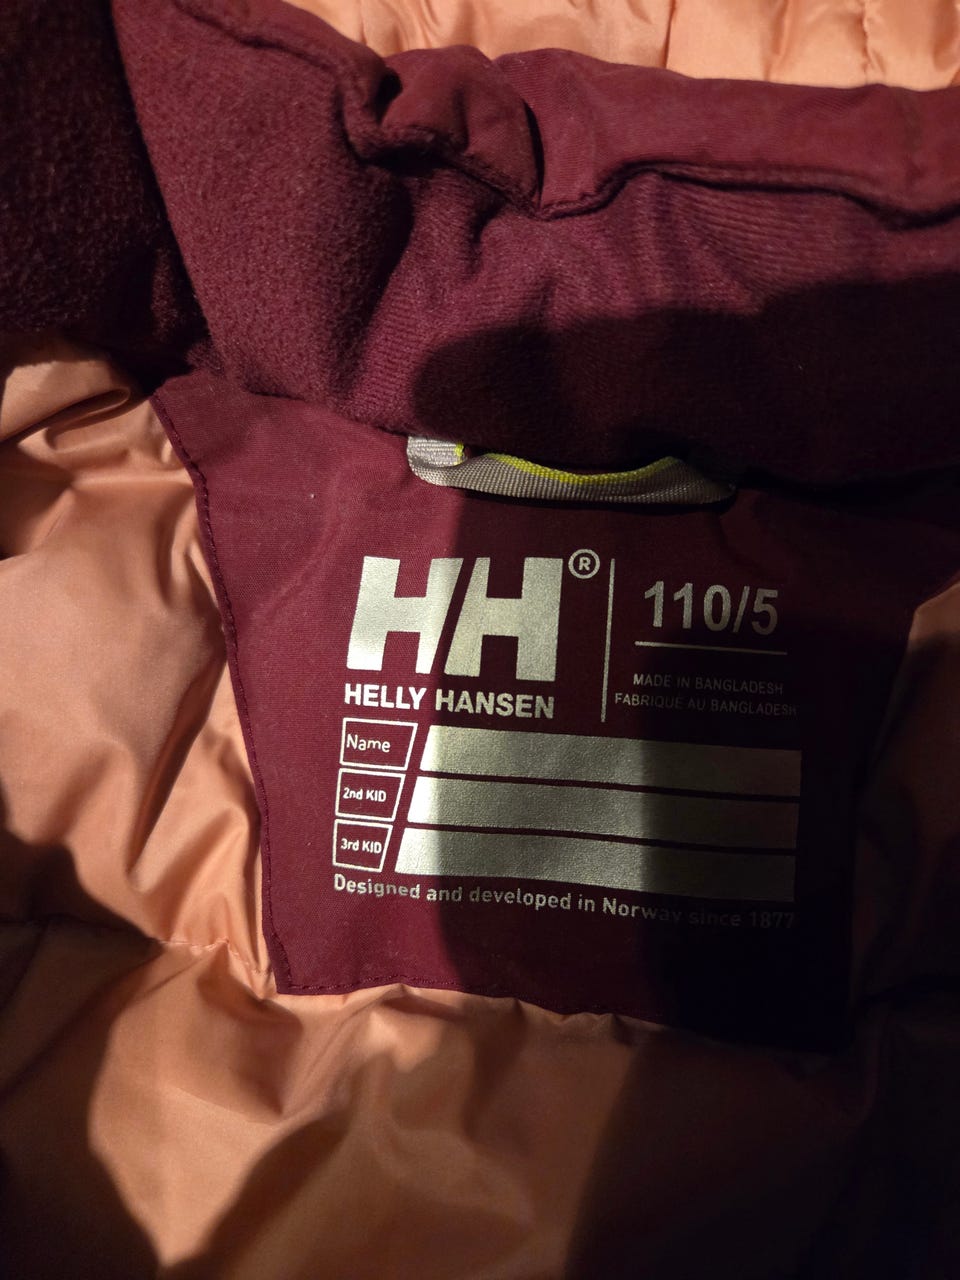 HH®
HELLY HANSEN
110/5
MADE IN BANGLADESH
FABRIQUE AU BANGLADESH
Name
2nd KID
3rd KID
Designed and developed in Norway since 1877